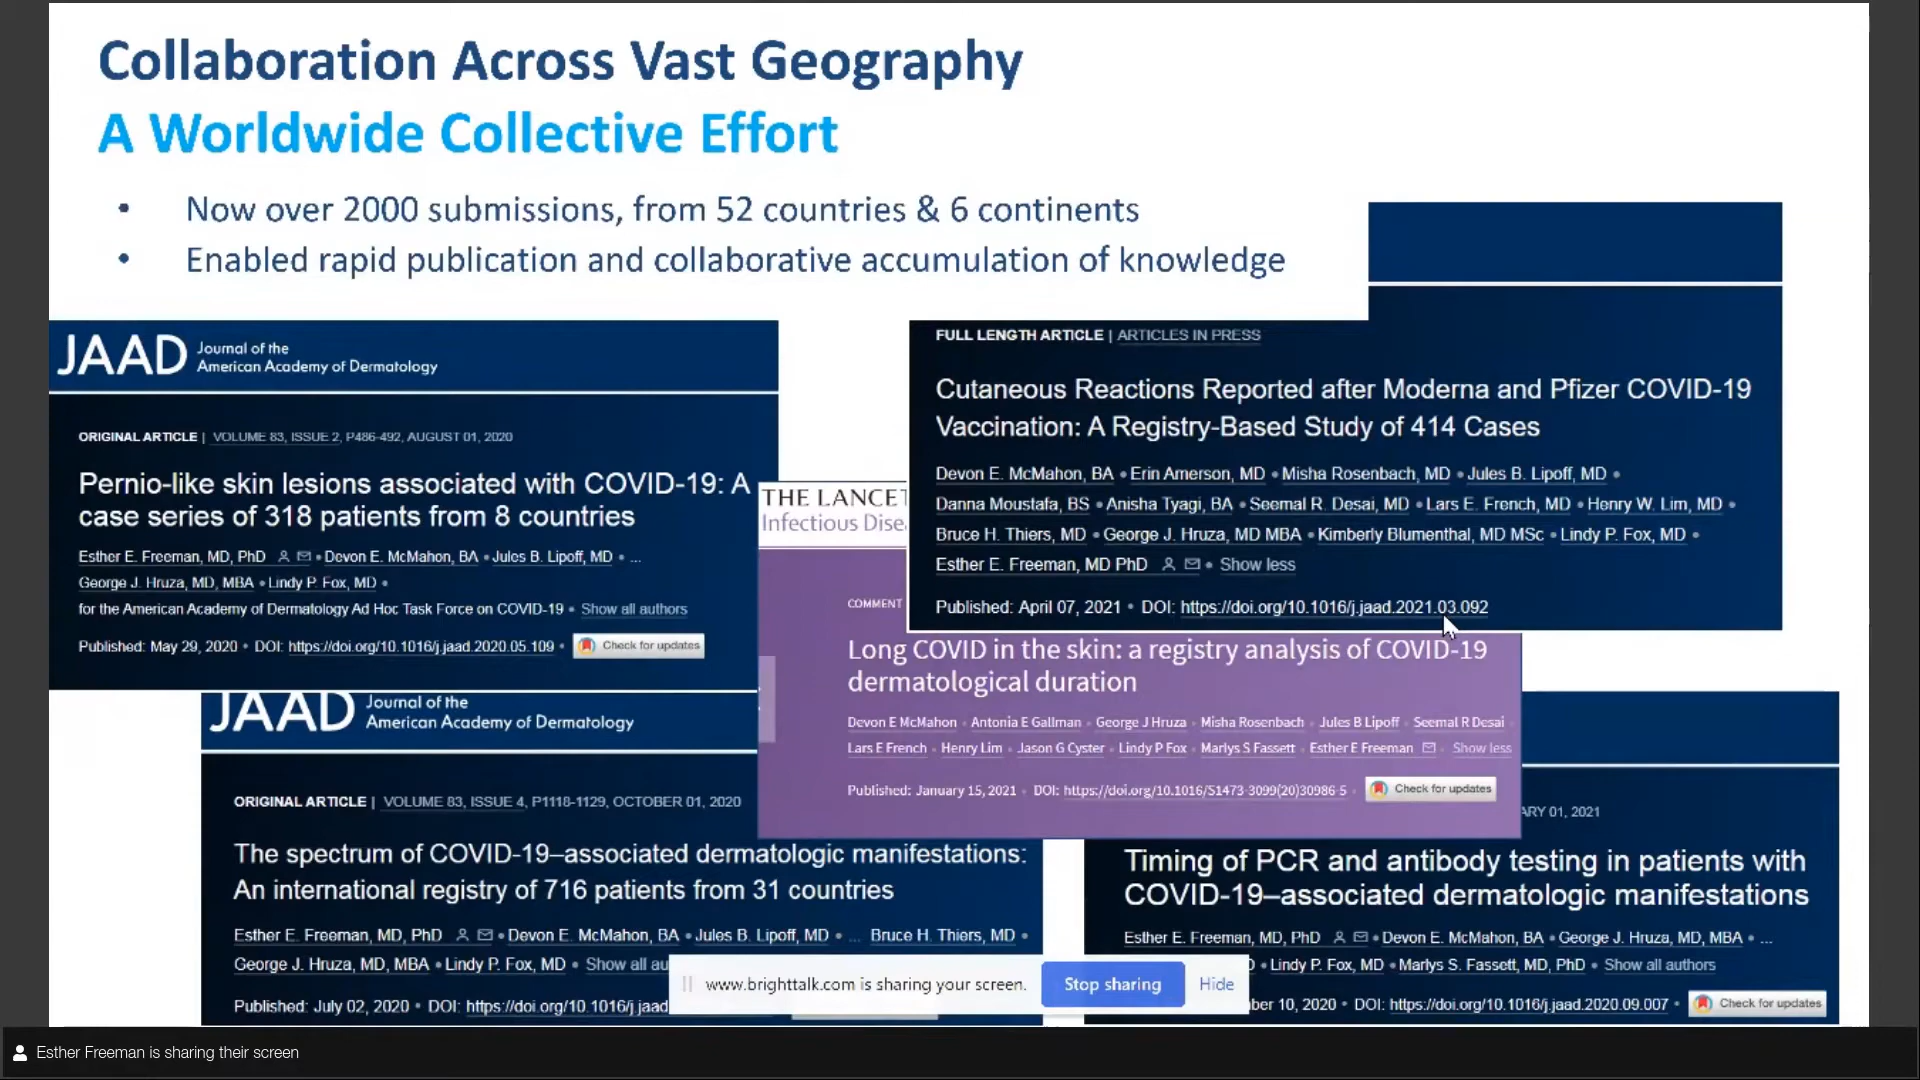 Collaboration Across Vast Geography
A Worldwide Collective Effort
• Now over 2000 submissions, from 52 countries & 6 continents
• Enabled rapid publication and collaborative accumulation of knowledge
JAAD Journal of the
American Academy of Dermatology
ORIGINAL ARTICLE | VOLUME 83, ISSUE 2, P486-492, AUGUST 01, 2020
Pernio-like skin lesions associated with COVID-19: A
case series of 318 patients from 8 countries
Esther E. Freeman, MD, PhD • Devon E. McMahon, BA • Jules B. Lipoff, MD • ...
George J. Hruza, MD, MBA • Lindy P. Fox, MD •
for the American Academy of Dermatology Ad Hoc Task Force on COVID-19 • Show all authors
Published: May 29, 2020 • DOI: https://doi.org/10.1016/j.jaad.2020.05.109 • Check for updates
FULL LENGTH ARTICLE | ARTICLES IN PRESS
Cutaneous Reactions Reported after Moderna and Pfizer COVID-19
Vaccination: A Registry-Based Study of 414 Cases
Devon E. McMahon, BA • Erin Amerson, MD • Misha Rosenbach, MD • Jules B. Lipoff, MD •
Danna Moustafa, BS • Anisha Tyagi, BA • Seemal R. Desai, MD • Lars E. French, MD • Henry W. Lim, MD •
Bruce H. Thiers, MD • George J. Hruza, MD MBA • Kimberly Blumenthal, MD MSc • Lindy P. Fox, MD •
Esther E. Freeman, MD PhD • Show less
Published: April 07, 2021 • DOI: https://doi.org/10.1016/j.jaad.2021.03.092
THE LANCET
Infectious Disea
COMMENT
Long COVID in the skin: a registry analysis of COVID-19
dermatological duration
Devon E McMahon • Antonia E Gallman • George J Hruza • Misha Rosenbach • Jules B Lipoff • Seemal R Desai •
Lars E French • Henry Lim • Jason G Cyster • Lindy P Fox • Marlys S Fassett • Esther E Freeman • Show less
Published: January 15, 2021 • DOI: https://doi.org/10.1016/S1473-3099(20)30986-5 • Check for updates
JAAD Journal of the
American Academy of Dermatology
ORIGINAL ARTICLE | VOLUME 83, ISSUE 4, P1118-1129, OCTOBER 01, 2020
The spectrum of COVID-19–associated dermatologic manifestations:
An international registry of 716 patients from 31 countries
Esther E. Freeman, MD, PhD • Devon E. McMahon, BA • Jules B. Lipoff, MD • ... Bruce H. Thiers, MD •
George J. Hruza, MD, MBA • Lindy P. Fox, MD • Show all au
Published: July 02, 2020 • DOI: https://doi.org/10.1016/j.jaad
ARY 01, 2021
Timing of PCR and antibody testing in patients with
COVID-19–associated dermatologic manifestations
Esther E. Freeman, MD, PhD • Devon E. McMahon, BA • George J. Hruza, MD, MBA • ...
• Lindy P. Fox, MD • Marlys S. Fassett, MD, PhD • Show all authors
ber 10, 2020 • DOI: https://doi.org/10.1016/j.jaad.2020.09.007 • Check for updates
www.brighttalk.com is sharing your screen. Stop sharing Hide
Esther Freeman is sharing their screen